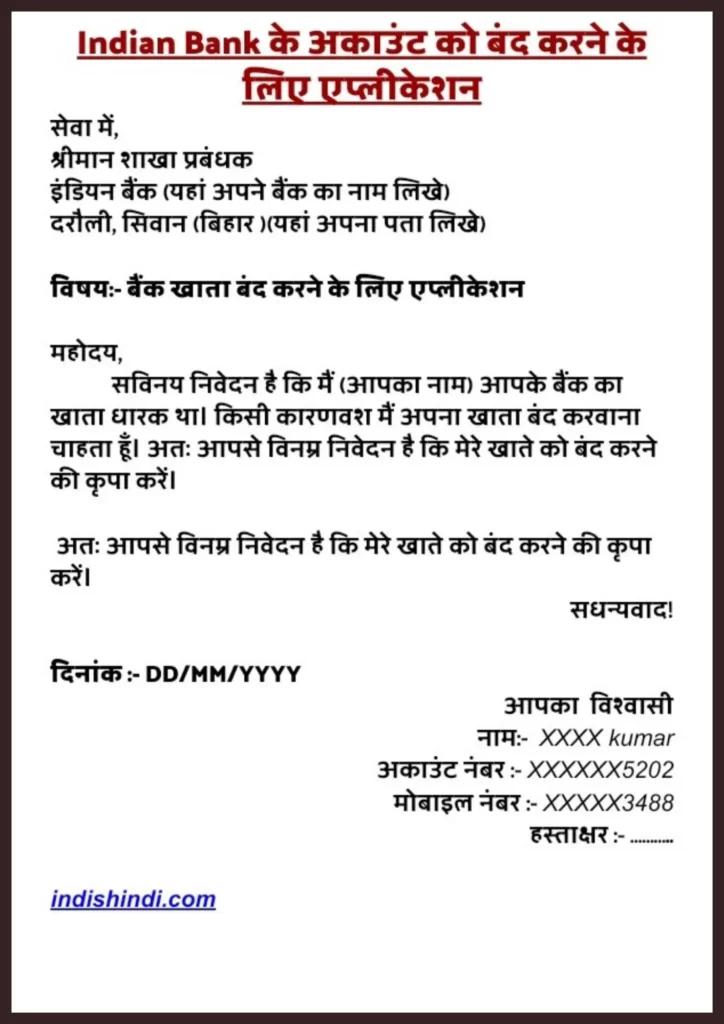 Indian Bank के अकाउंट को बंद करने के
लिए एप्लीकेशन
सेवा में,
श्रीमान शाखा प्रबंधक
इंडियन बैंक (यहां अपने बैंक का नाम लिखे)
दरौली, सिवान (बिहार )(यहां अपना पता लिखे)
विषय:- बैंक खाता बंद करने के लिए एप्लीकेशन
महोदय,
सविनय निवेदन है कि मैं (आपका नाम) आपके बैंक का
खाता धारक था। किसी कारणवश मैं अपना खाता बंद करवाना
चाहता हूँ। अतः आपसे विनम्र निवेदन है कि मेरे खाते को बंद करने
की कृपा करें।
अतः आपसे विनम्र निवेदन है कि मेरे खाते को बंद करने की कृपा
करें।
सधन्यवाद!
दिनांक :- DD/MM/YYYY
आपका विश्वासी
नाम:- XXXX kumar
अकाउंट नंबर :- XXXXXX5202
मोबाइल नंबर :- XXXXX3488
हस्ताक्षर :- ...........
indishindi.com